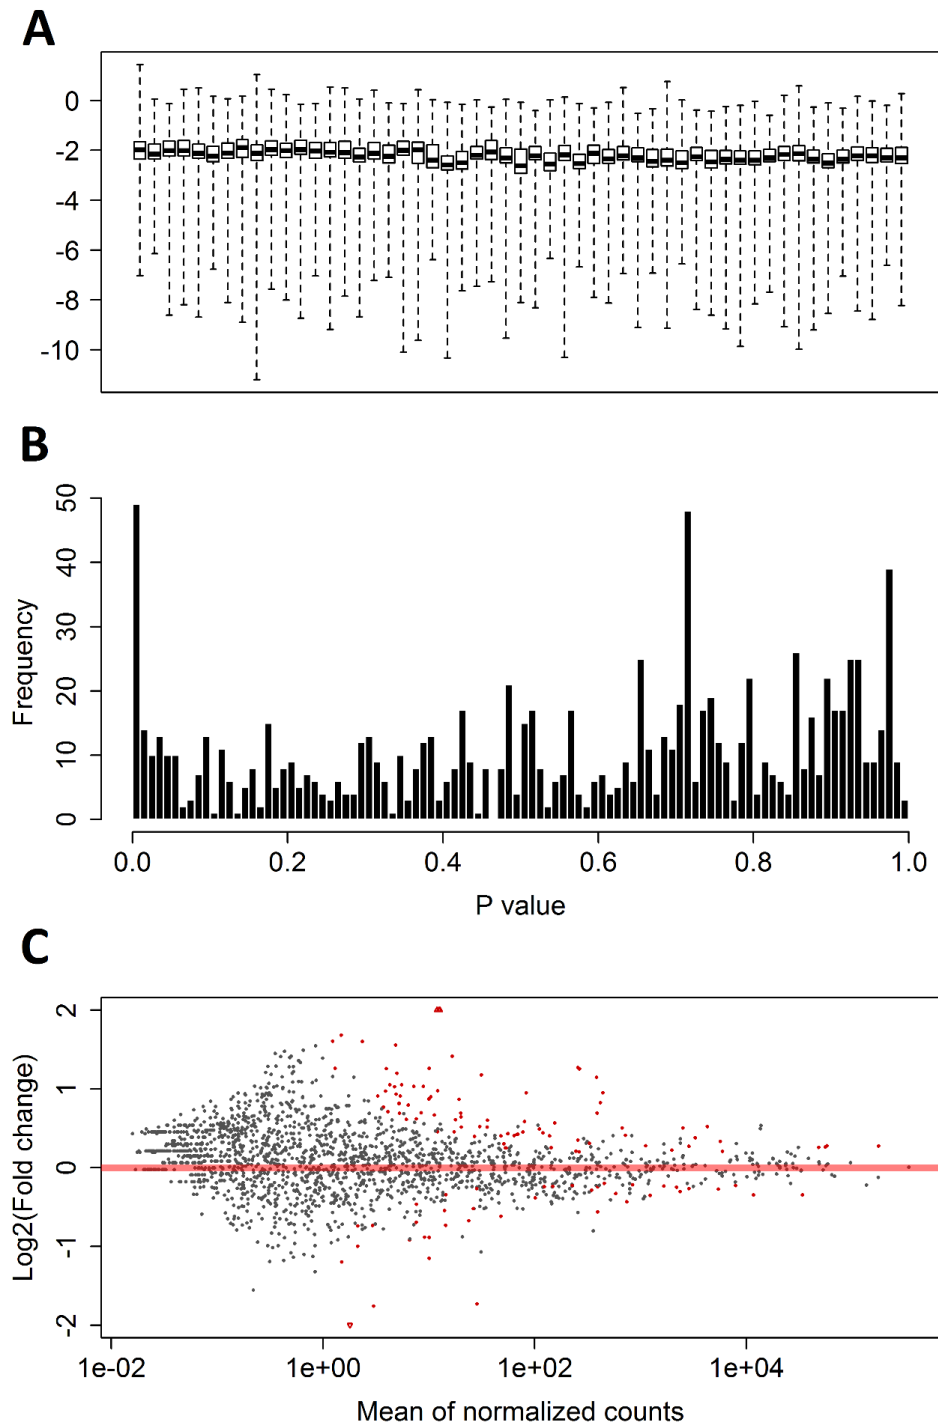 A
0
-2
-4
-6
-8
-10
B
50
40
30
20
10
0
Frequency
0.0 0.2 0.4 0.6 0.8 1.0
P value
C
2
1
0
-1
-2
Log2(Fold change)
1e-02 1e+00 1e+02 1e+04
Mean of normalized counts